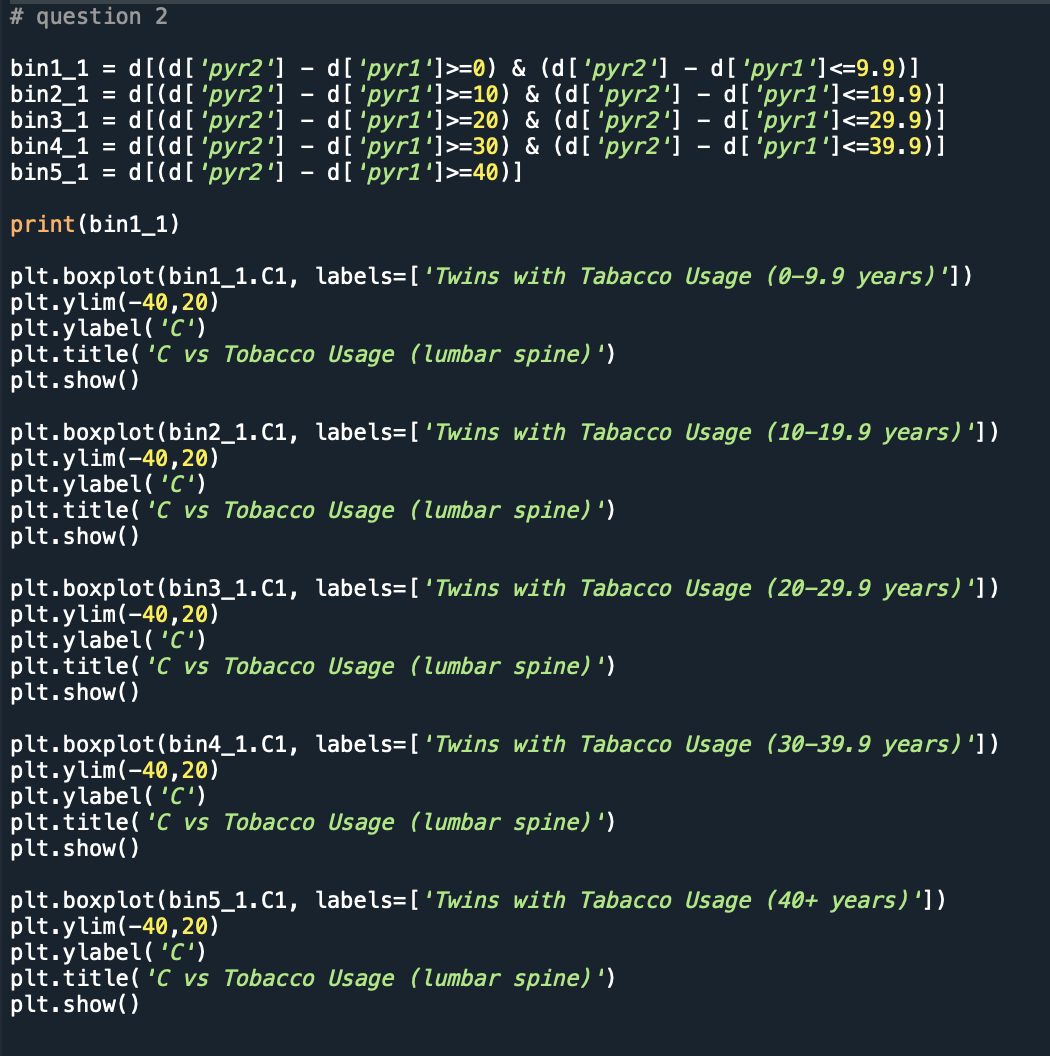 # question 2
bin1_1 = d[(d['pyr2'] - d['pyr1']>=0) & (d['pyr2'] - d['pyr1']<=9.9)]
bin2_1 = d[(d['pyr2'] - d['pyr1']>=10) & (d['pyr2'] - d['pyr1']<=19.9)]
bin3_1 = d[(d['pyr2'] - d['pyr1']>=20) & (d['pyr2'] - d['pyr1']<=29.9)]
bin4_1 = d[(d['pyr2'] - d['pyr1']>=30) & (d['pyr2'] - d['pyr1']<=39.9)]
bin5_1 = d[(d['pyr2'] - d['pyr1']>=40)]
print(bin1_1)
plt.boxplot(bin1_1.C1, labels=['Twins with Tabacco Usage (0-9.9 years)'])
plt.ylim(-40,20)
plt.ylabel('C')
plt.title('C vs Tobacco Usage (lumbar spine)')
plt.show()
plt.boxplot(bin2_1.C1, labels=['Twins with Tabacco Usage (10-19.9 years)'])
plt.ylim(-40,20)
plt.ylabel('C')
plt.title('C vs Tobacco Usage (lumbar spine)')
plt.show()
plt.boxplot(bin3_1.C1, labels=['Twins with Tabacco Usage (20-29.9 years)'])
plt.ylim(-40,20)
plt.ylabel('C')
plt.title('C vs Tobacco Usage (lumbar spine)')
plt.show()
plt.boxplot(bin4_1.C1, labels=['Twins with Tabacco Usage (30-39.9 years)'])
plt.ylim(-40,20)
plt.ylabel('C')
plt.title('C vs Tobacco Usage (lumbar spine)')
plt.show()
plt.boxplot(bin5_1.C1, labels=['Twins with Tabacco Usage (40+ years)'])
plt.ylim(-40,20)
plt.ylabel('C')
plt.title('C vs Tobacco Usage (lumbar spine)')
plt.show()